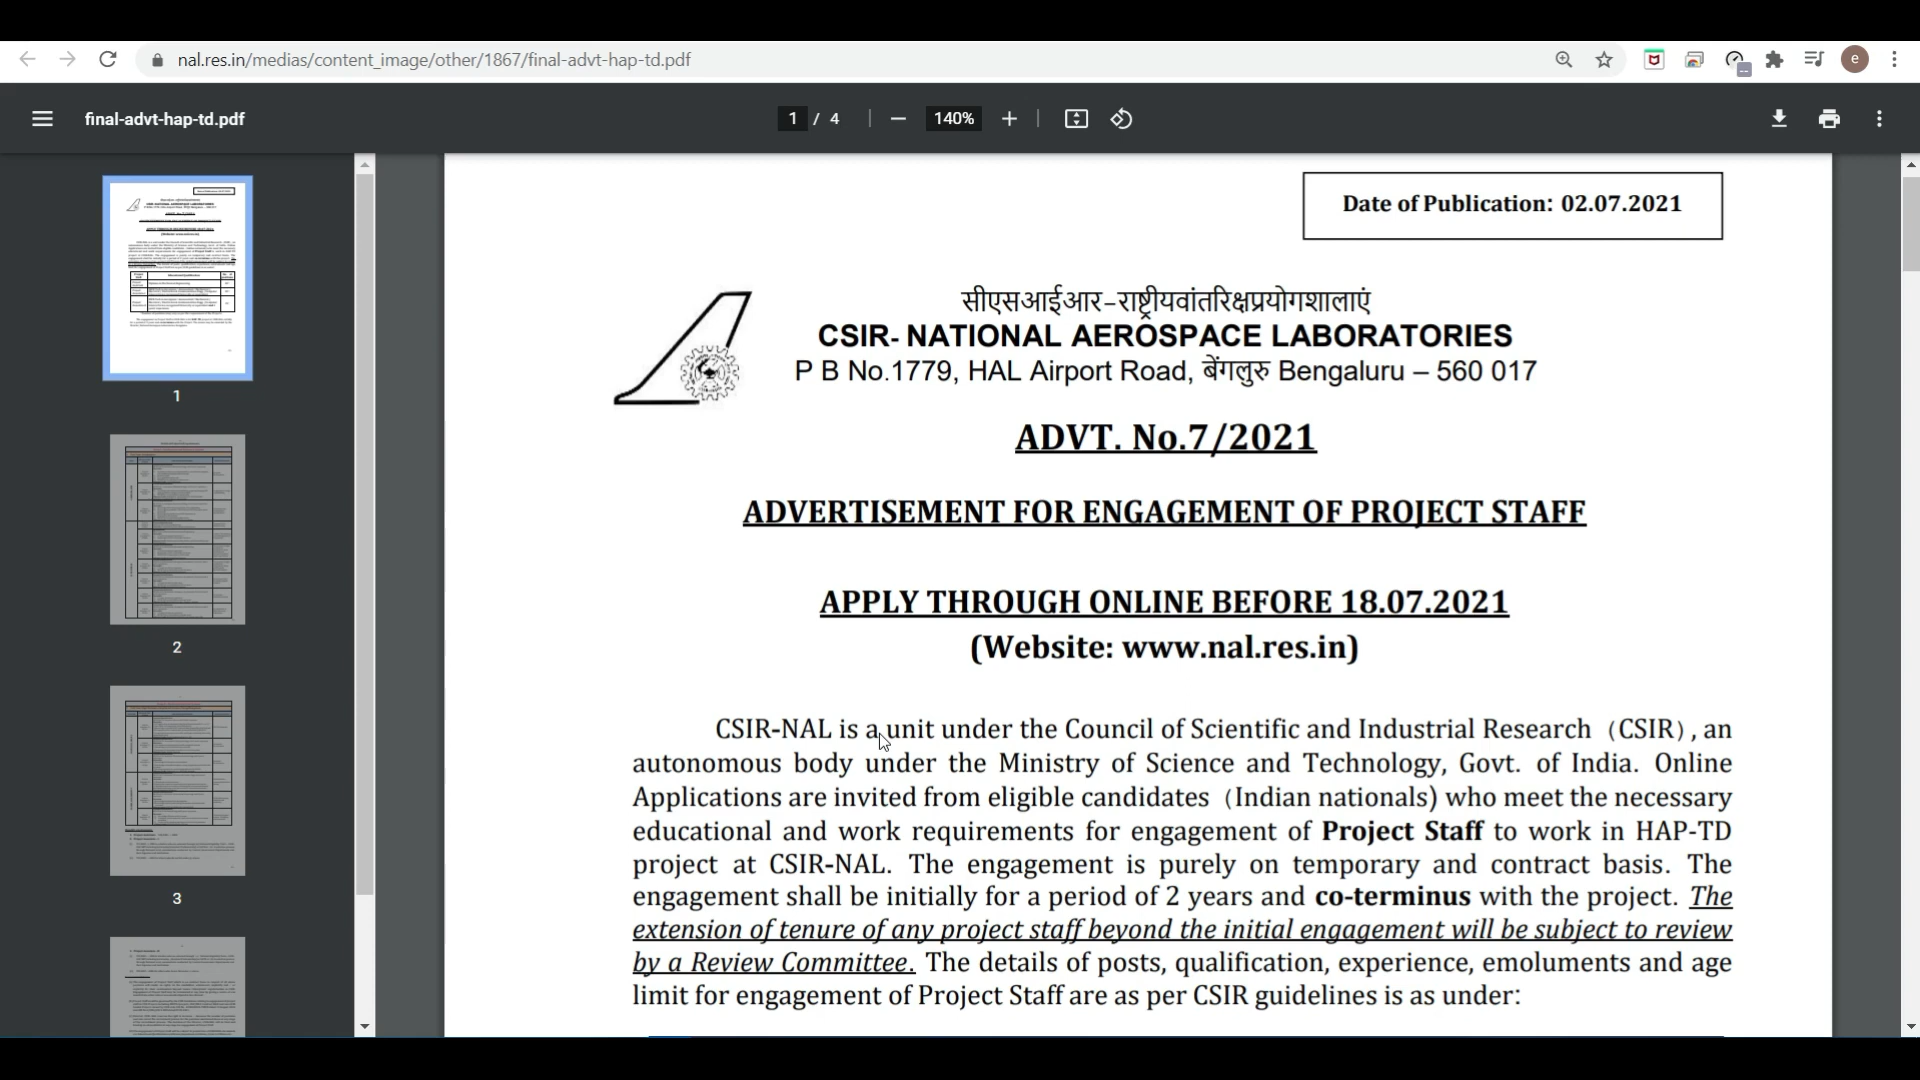 nal.res.in/medias/content_image/other/1867/final-advt-hap-td.pdf
e
final-advt-hap-td.pdf
1 / 4
140%
1
2
3
Date of Publication: 02.07.2021
सीएसआईआर-राष्ट्रीयवांतरिक्षप्रयोगशालाएं
CSIR- NATIONAL AEROSPACE LABORATORIES
P B No.1779, HAL Airport Road, बेंगलुरु Bengaluru – 560 017
ADVT. No.7/2021
ADVERTISEMENT FOR ENGAGEMENT OF PROJECT STAFF
APPLY THROUGH ONLINE BEFORE 18.07.2021
(Website: www.nal.res.in)
CSIR-NAL is a unit under the Council of Scientific and Industrial Research (CSIR), an
autonomous body under the Ministry of Science and Technology, Govt. of India. Online
Applications are invited from eligible candidates (Indian nationals) who meet the necessary
educational and work requirements for engagement of Project Staff to work in HAP-TD
project at CSIR-NAL. The engagement is purely on temporary and contract basis. The
engagement shall be initially for a period of 2 years and co-terminus with the project. The
extension of tenure of any project staff beyond the initial engagement will be subject to review
by a Review Committee. The details of posts, qualification, experience, emoluments and age
limit for engagement of Project Staff are as per CSIR guidelines is as under: